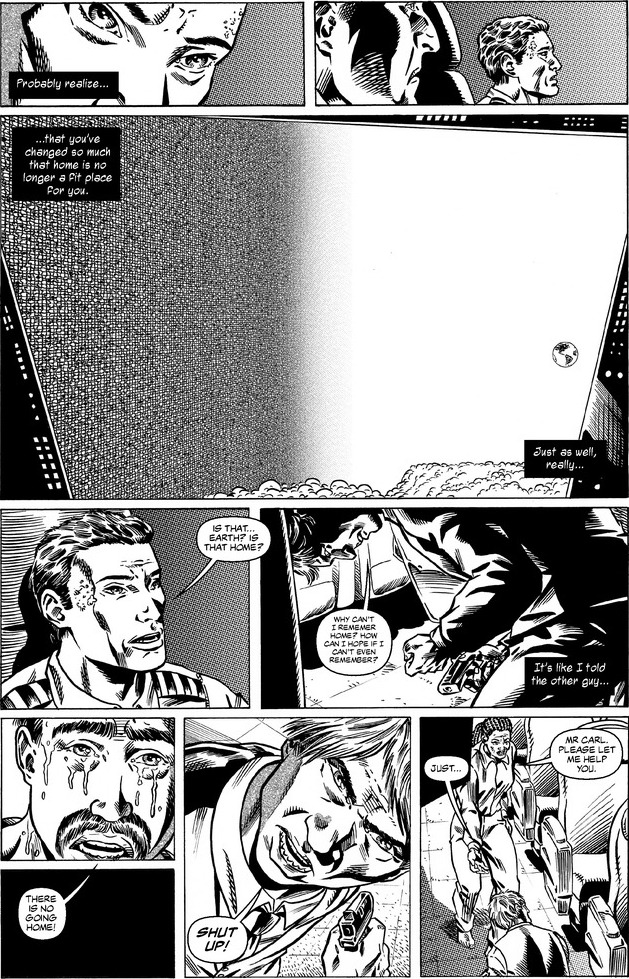 Probably realize...
...that you've
changed so much
that home is no
longer a fit place
for you.
Just as well,
really...
IS THAT...
EARTH? IS
THAT HOME?
WHY CAN'T
I REMEMER
HOME? HOW
CAN I HOPE IF I
CAN'T EVEN
REMEMBER?
It's like I told
the other guy...
THERE
IS NO
GOING
HOME!
SHUT
UP!
JUST...
MR CARL.
PLEASE LET
ME HELP
YOU.